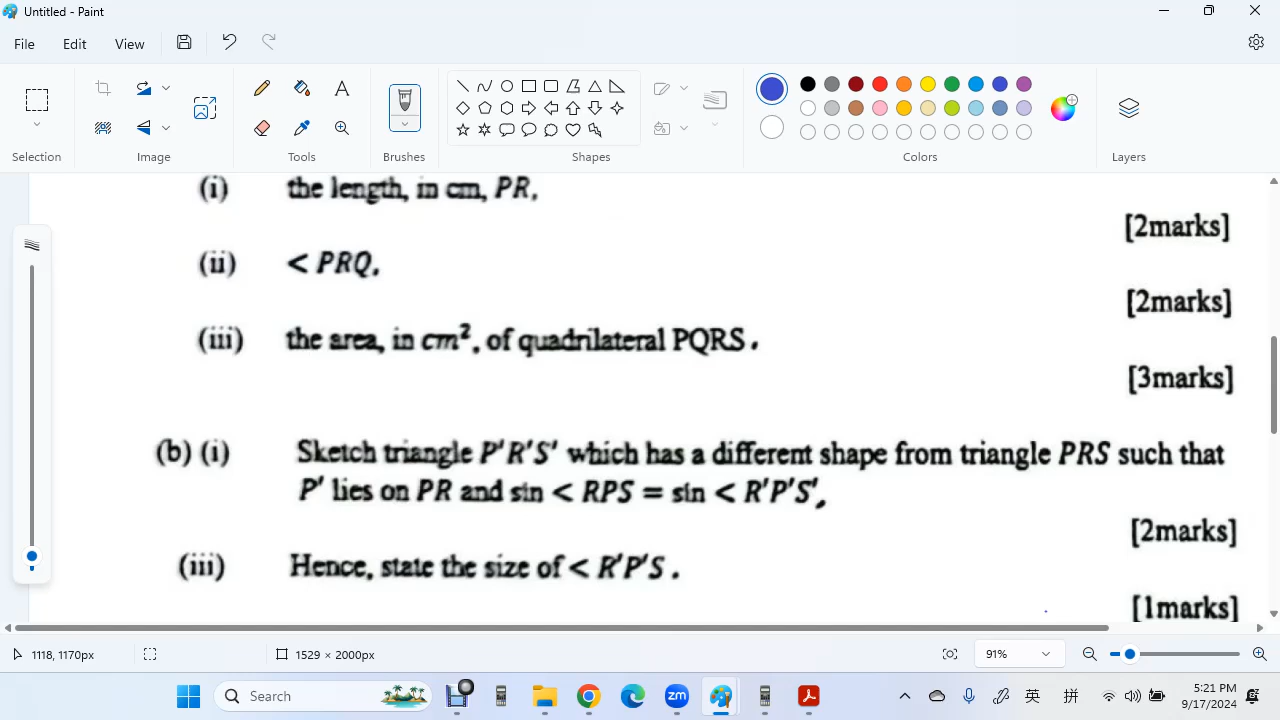 Untitled - Paint
File Edit View
Selection Image Tools Brushes Shapes Colors Layers
(i) the length, in cm, PR,
[2marks]
(ii) < PRQ,
[2marks]
(iii) the area, in cm², of quadrilateral PQRS.
[3marks]
(b) (i) Sketch triangle P'R'S' which has a different shape from triangle PRS such that
P' lies on PR and sin < RPS = sin < R'P'S',
[2marks]
(iii) Hence, state the size of < R'P'S.
[1marks]
1118, 1170px 1529 × 2000px 91%
Search zm 英 拼 5:21 PM
9/17/2024